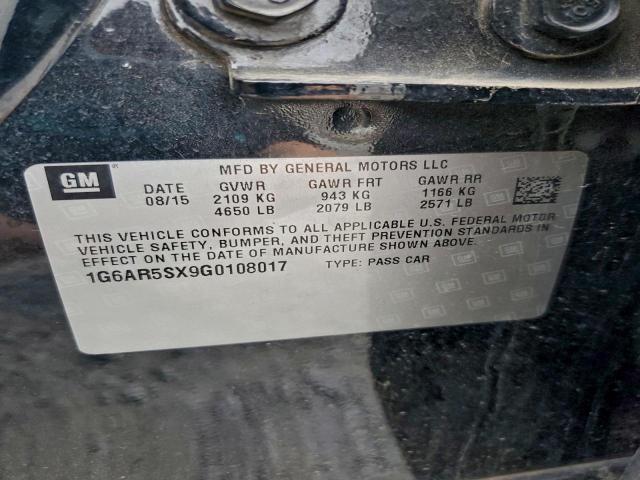 MFD BY GENERAL MOTORS LLC
GM ®
DATE GVWR GAWR FRT GAWR RR
08/15 2109 KG 943 KG 1166 KG
4650 LB 2079 LB 2571 LB
THIS VEHICLE CONFORMS TO ALL APPLICABLE U.S. FEDERAL MOTOR
VEHICLE SAFETY, BUMPER, AND THEFT PREVENTION STANDARDS IN
EFFECT ON THE DATE OF MANUFACTURE SHOWN ABOVE.
1G6AR5SX9G0108017 TYPE: PASS CAR